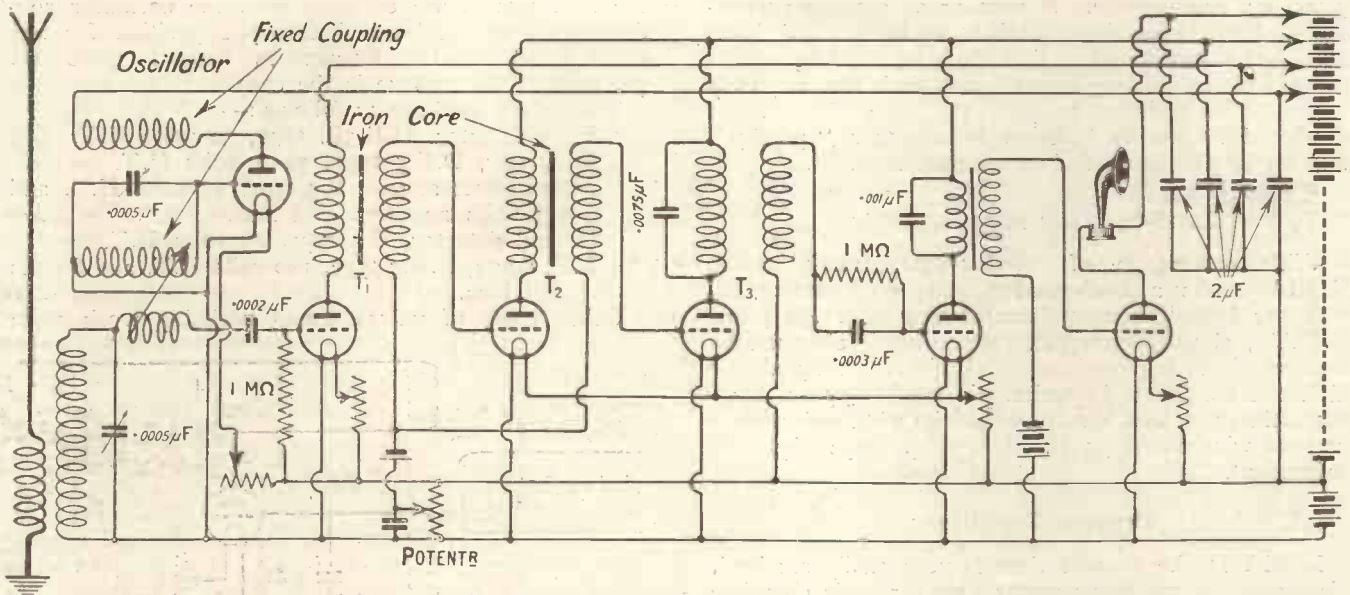 Fixed Coupling
Oscillator
Iron Core
·0005µF
·0002µF
1 MΩ
·0005µF
T₁
T₂
·0075µF
T₃.
1 MΩ
·0003µF
·001µF
2µF
POTENTR